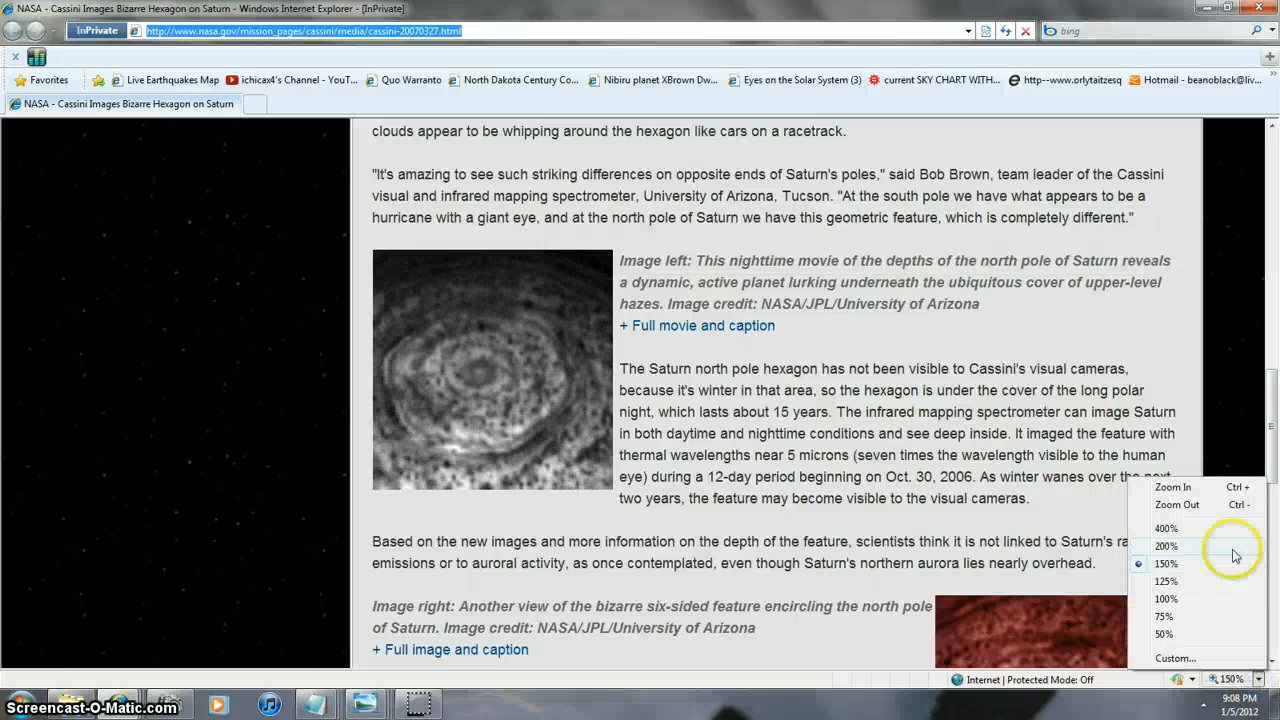 NASA - Cassini Images Bizarre Hexagon on Saturn - Windows Internet Explorer - [InPrivate]
InPrivate http://www.nasa.gov/mission_pages/cassini/media/cassini-20070327.html
bing
Favorites Live Earthquakes Map ichicax4's Channel - YouT... Quo Warranto North Dakota Century Co... Nibiru planet XBrown Dw... Eyes on the Solar System (3) current SKY CHART WITH... http--www.orlytaitzesq Hotmail - beanoblack@liv...
NASA - Cassini Images Bizarre Hexagon on Saturn
clouds appear to be whipping around the hexagon like cars on a racetrack.
"It's amazing to see such striking differences on opposite ends of Saturn's poles," said Bob Brown, team leader of the Cassini
visual and infrared mapping spectrometer, University of Arizona, Tucson. "At the south pole we have what appears to be a
hurricane with a giant eye, and at the north pole of Saturn we have this geometric feature, which is completely different."
Image left: This nighttime movie of the depths of the north pole of Saturn reveals
a dynamic, active planet lurking underneath the ubiquitous cover of upper-level
hazes. Image credit: NASA/JPL/University of Arizona
+ Full movie and caption
The Saturn north pole hexagon has not been visible to Cassini's visual cameras,
because it's winter in that area, so the hexagon is under the cover of the long polar
night, which lasts about 15 years. The infrared mapping spectrometer can image Saturn
in both daytime and nighttime conditions and see deep inside. It imaged the feature with
thermal wavelengths near 5 microns (seven times the wavelength visible to the human
eye) during a 12-day period beginning on Oct. 30, 2006. As winter wanes over the next
two years, the feature may become visible to the visual cameras.
Based on the new images and more information on the depth of the feature, scientists think it is not linked to Saturn's
emissions or to auroral activity, as once contemplated, even though Saturn's northern aurora lies nearly overhead.
Image right: Another view of the bizarre six-sided feature encircling the north pole
of Saturn. Image credit: NASA/JPL/University of Arizona
+ Full image and caption
Zoom In Ctrl +
Zoom Out Ctrl -
400%
200%
150%
125%
100%
75%
50%
Custom...
Internet | Protected Mode: Off
150%
9:08 PM
1/5/2012
Screencast-O-Matic.com